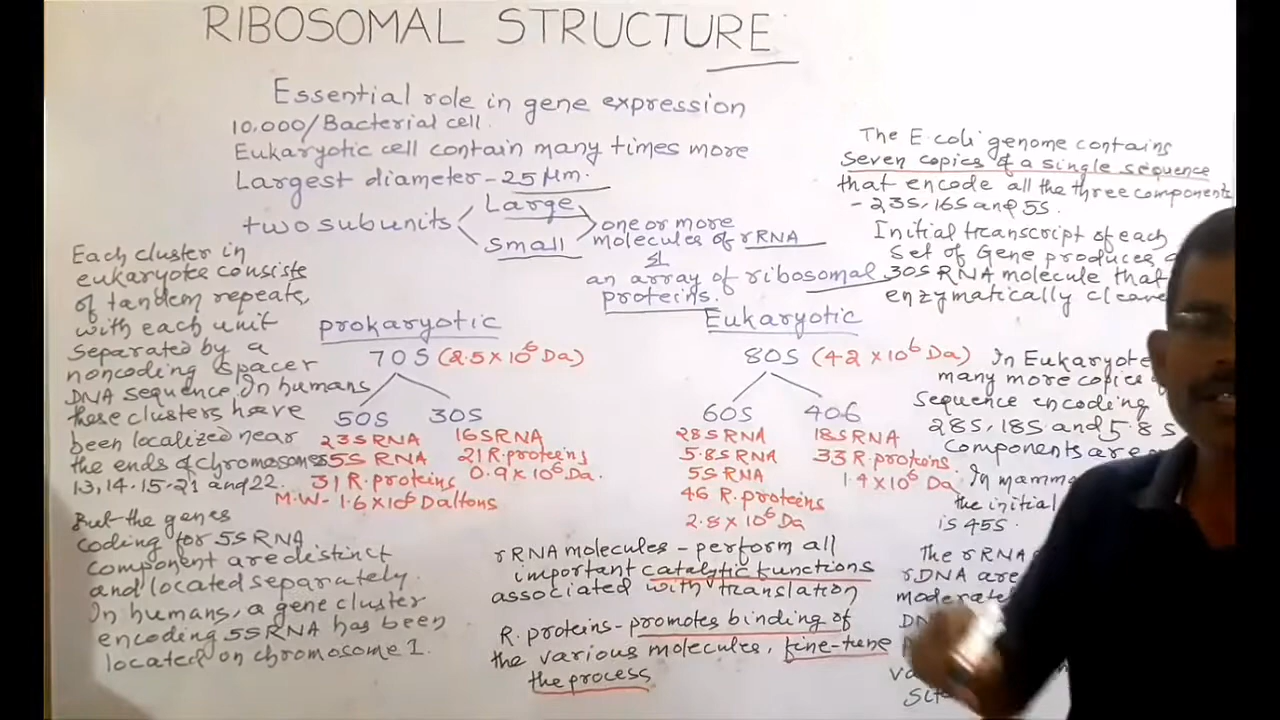 RIBOSOMAL STRUCTURE
Essential role in gene expression
10,000/Bacterial cell.
Eukaryotic cell contain many times more
Largest diameter - 25 µm.
two subunits < Large
Small
> one or more
molecules of rRNA
an array of ribosomal
proteins.
The E.coli genome contains
Seven copies of a single sequence
that encode all the three components
- 23S, 16S and 5S.
Initial transcript of each
set of Gene produces a
30S RNA molecule that
enzymatically cleave
Each cluster in
eukaryotes consists
of tandem repeats,
with each unit
separated by a
noncoding spacer
DNA sequence. In humans
these clusters have
been localized near
the ends of chromosomes
13, 14, 15, 21 and 22.
But the genes
coding for 5S RNA
component are distinct
and located separately.
In humans, a gene cluster
encoding 5S RNA has been
located on chromosome 1.
prokaryotic
70S (2.5 x 10⁶ Da)
50S
23S RNA
5S RNA
31 R. proteins
M.W - 1.6 x 10⁶ Daltons
30S
16S RNA
21 R. proteins
0.9 x 10⁶ Da.
Eukaryotic
80S (4.2 x 10⁶ Da)
60S
28S RNA
5.8S RNA
5S RNA
46 R. proteins
2.8 x 10⁶ Da
40S
18S RNA
33 R. proteins.
1.4 x 10⁶ Da
In Eukaryote
many more copies
Sequence encoding
28S, 18S and 5.8S
Components are
In mamm
the initial
is 45S.
rRNA molecules - perform all
important catalytic functions
associated with translation
R. proteins - promotes binding of
the various molecules, fine-tune
the process
The rRNA
rDNA are
moderate